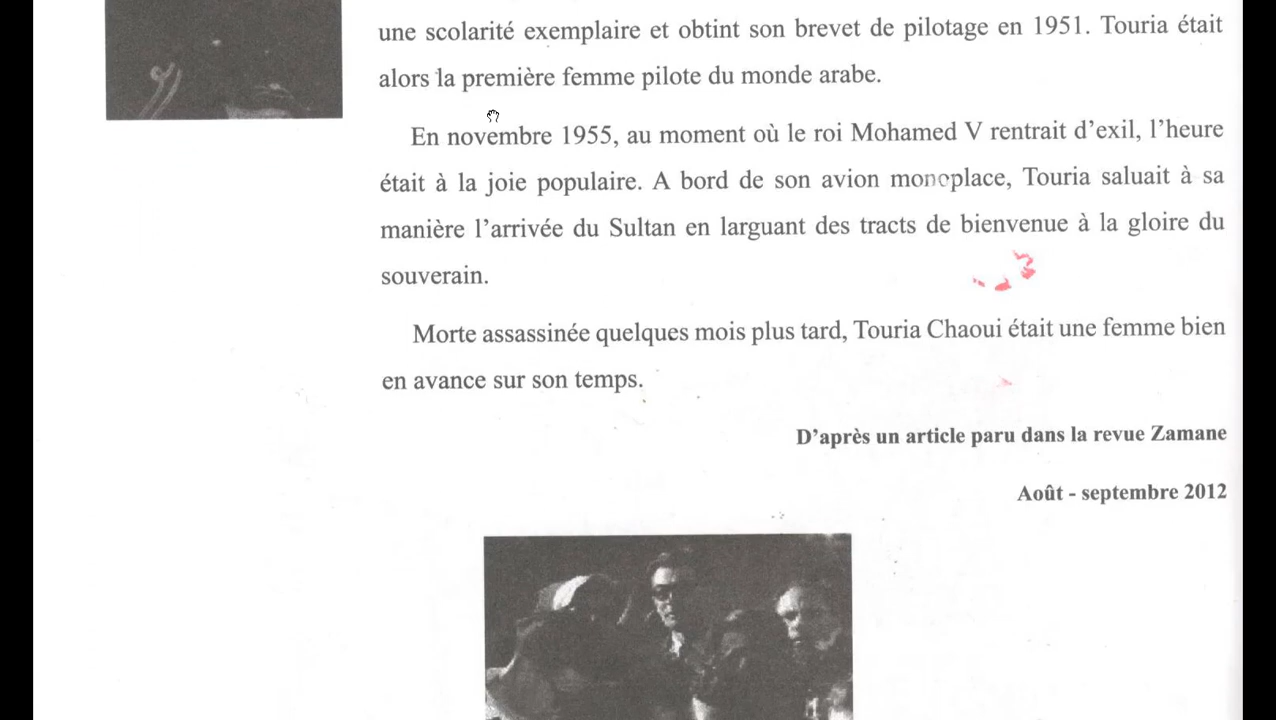 une scolarité exemplaire et obtint son brevet de pilotage en 1951. Touria était
alors la première femme pilote du monde arabe.
En novembre 1955, au moment où le roi Mohamed V rentrait d'exil, l'heure
était à la joie populaire. A bord de son avion monoplace, Touria saluait à sa
manière l'arrivée du Sultan en larguant des tracts de bienvenue à la gloire du
souverain.
Morte assassinée quelques mois plus tard, Touria Chaoui était une femme bien
en avance sur son temps.
D'après un article paru dans la revue Zamane
Août - septembre 2012